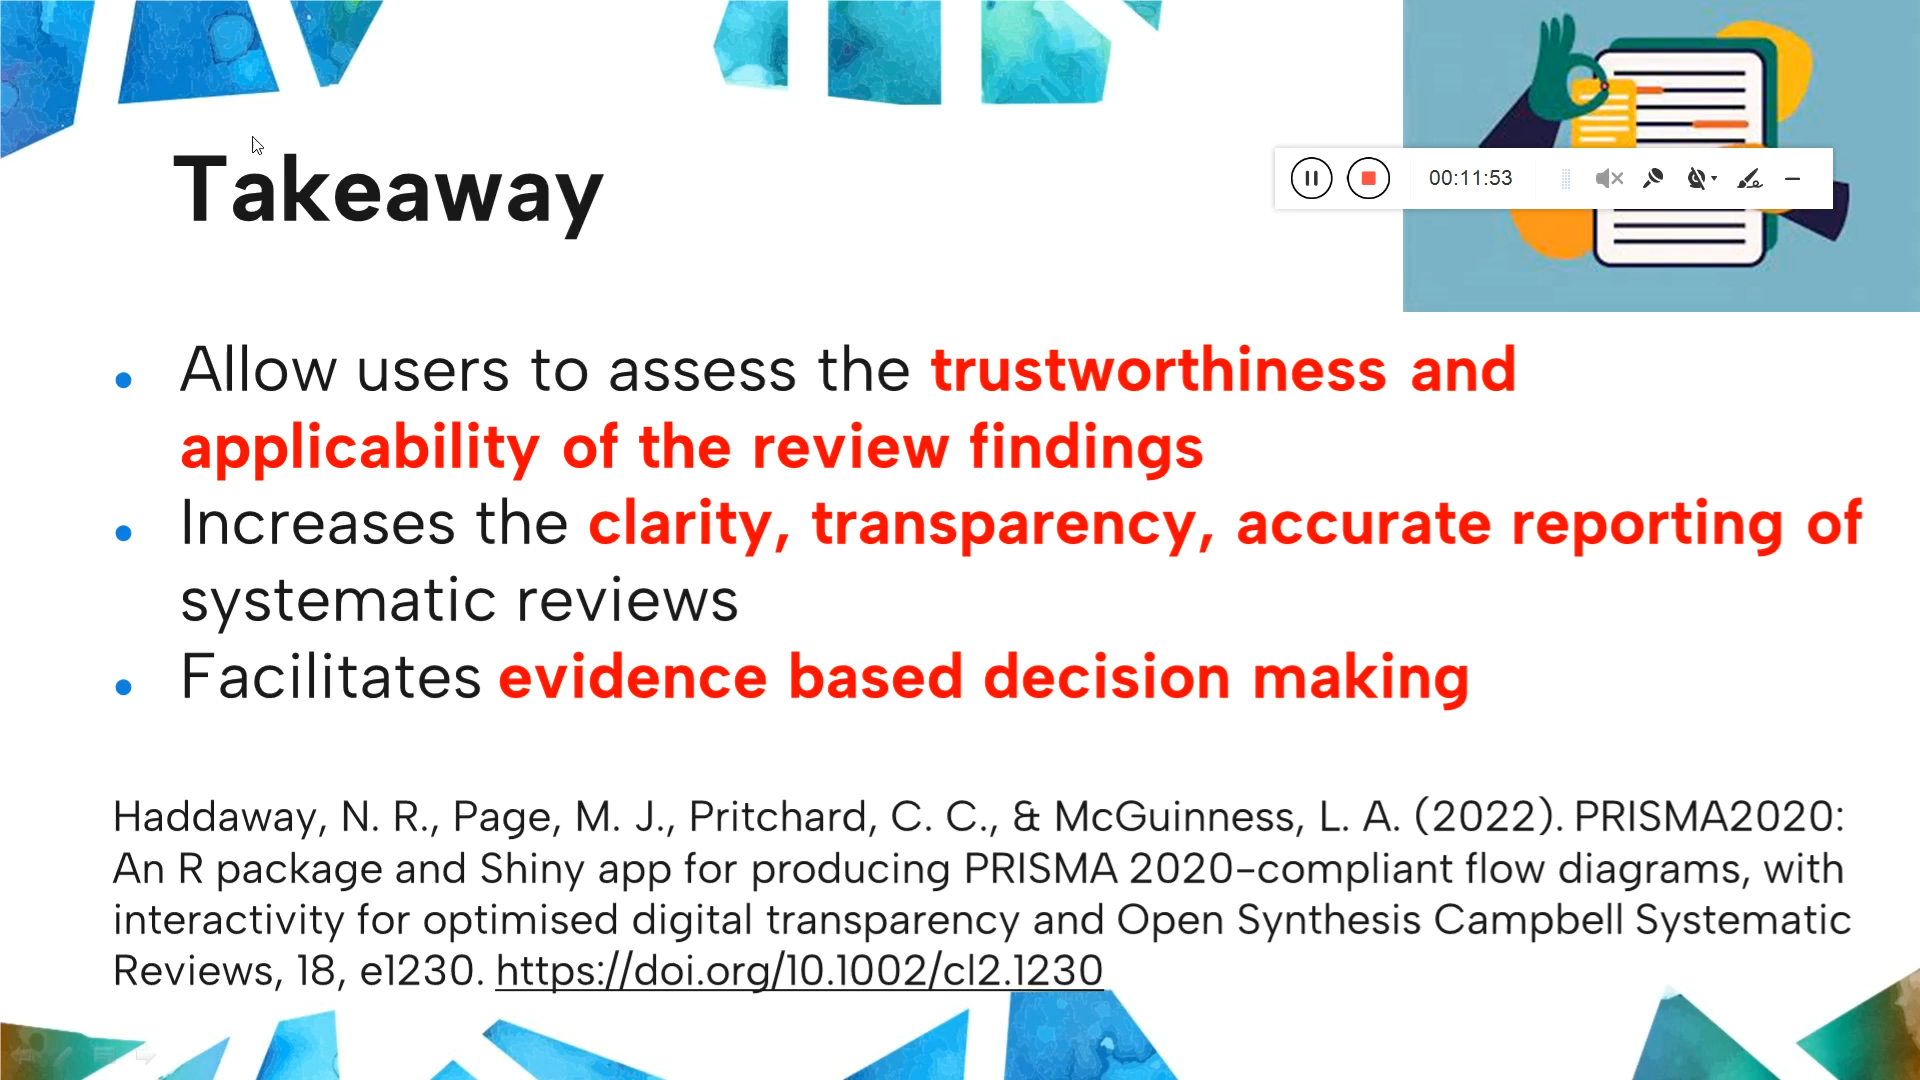 Takeaway
00:11:53
• Allow users to assess the trustworthiness and
applicability of the review findings
• Increases the clarity, transparency, accurate reporting of
systematic reviews
• Facilitates evidence based decision making
Haddaway, N. R., Page, M. J., Pritchard, C. C., & McGuinness, L. A. (2022). PRISMA2020:
An R package and Shiny app for producing PRISMA 2020-compliant flow diagrams, with
interactivity for optimised digital transparency and Open Synthesis Campbell Systematic
Reviews, 18, e1230. https://doi.org/10.1002/cl2.1230